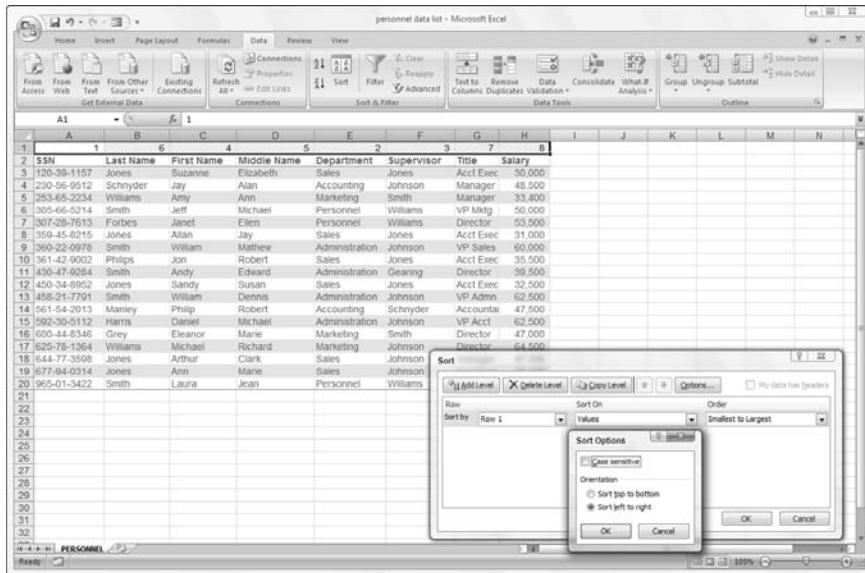 personnel data list - Microsoft Excel
Home Insert Page Layout Formulas Data Review View
From Access
From Web
From Text
From Other Sources
Existing Connections
Get External Data
Refresh All
Connections
Properties
Edit Links
Connections
Sort
Filter
Clear
Reapply
Advanced
Sort & Filter
Text to Columns
Remove Duplicates
Data Validation
Consolidate
What-If Analysis
Data Tools
Group
Ungroup
Subtotal
Show Detail
Hide Detail
Outline
A1 fx 1
A B C D E F G H I J K L M N
1 1 6 4 5 2 3 7 8
2 SSN Last Name First Name Middle Name Department Supervisor Title Salary
3 120-39-1157 Jones Suzanne Elizabeth Sales Jones Acct Exec 30,000
4 230-56-9512 Schnyder Jay Alan Accounting Johnson Manager 48,500
5 253-65-2234 Williams Amy Ann Marketing Smith Manager 33,400
6 305-66-5214 Smith Jeff Michael Personnel Williams VP Mktg 50,000
7 307-28-7613 Forbes Janet Ellen Personnel Williams Director 53,500
8 359-45-8215 Jones Allan Jay Sales Jones Acct Exec 31,000
9 360-22-0978 Smith William Mathew Administration Johnson VP Sales 60,000
10 361-42-9002 Philips Jon Robert Sales Jones Acct Exec 35,500
11 430-47-9284 Smith Andy Edward Administration Gearing Director 39,500
12 450-34-8952 Jones Sandy Susan Sales Jones Acct Exec 32,500
13 458-21-7791 Smith William Dennis Administration Johnson VP Admn 62,500
14 561-54-2013 Manley Philip Robert Accounting Schnyder Accountai 47,500
15 592-30-5112 Harris Daniel Michael Administration Johnson VP Acct 62,500
16 600-44-8346 Grey Eleanor Marie Marketing Smith Director 47,000
17 625-78-1364 Williams Michael Richard Marketing Johnson Director 64,500
18 644-77-3598 Jones Arthur Clark Sales Johnson
19 677-94-0314 Jones Ann Marie Sales Johnson
20 965-01-3422 Smith Laura Jean Personnel Williams
21
22
23
24
25
26
27
28
29
30
31
32
Sort
Add Level Delete Level Copy Level Options... My data has headers
Row Sort On Order
Sort by Row 1 Values Smallest to Largest
Sort Options
Case sensitive
Orientation
Sort top to bottom
Sort left to right
OK Cancel
OK Cancel
PERSONNEL
Ready 105%